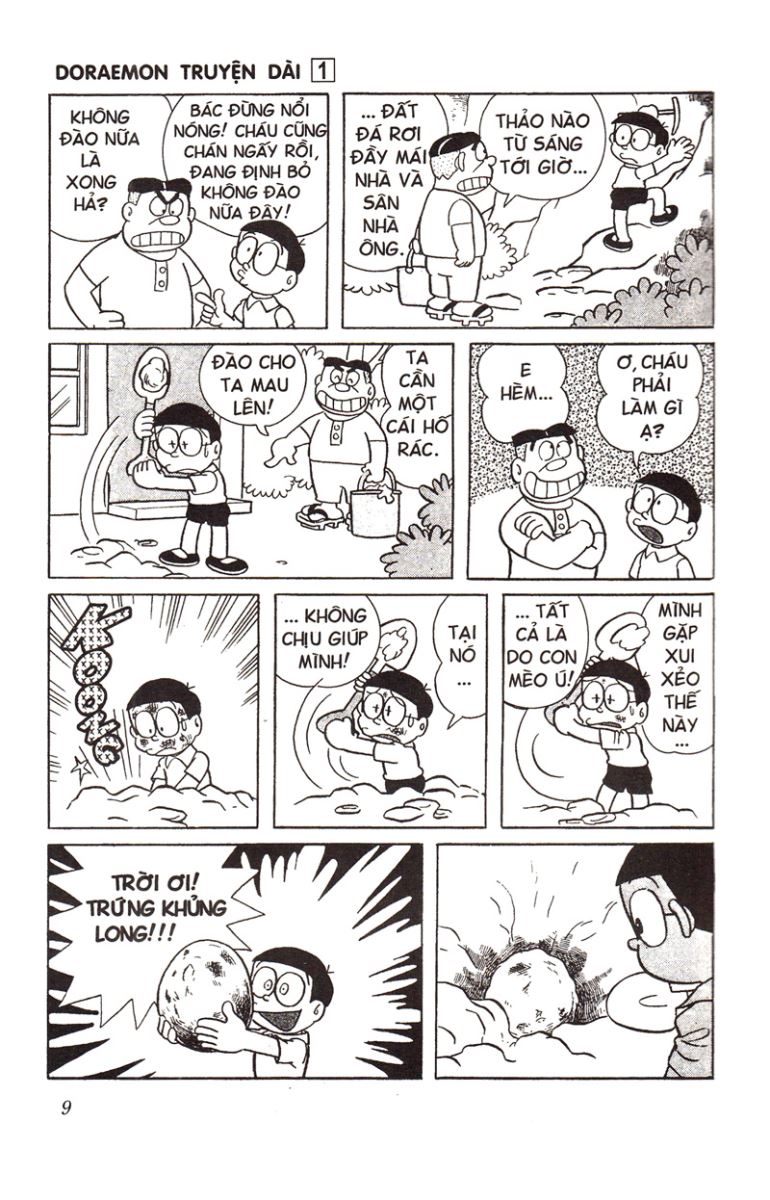 DORAEMON TRUYỆN DÀI 1
THẢO NÀO
TỪ SÁNG
TỚI GIỜ...
... ĐẤT
ĐÁ RƠI
ĐẦY MÁI
NHÀ VÀ
SÂN
NHÀ
ÔNG.
BÁC ĐỪNG NỔI
NÓNG! CHÁU CŨNG
CHÁN NGẤY RỒI,
ĐANG ĐỊNH BỎ
KHÔNG ĐÀO
NỮA ĐÂY!
KHÔNG
ĐÀO NỮA
LÀ
XONG
HẢ?
Ơ, CHÁU
PHẢI
LÀM GÌ
Ạ?
E
HỀM...
TA
CẦN
MỘT
CÁI HỐ
RÁC.
ĐÀO CHO
TA MAU
LÊN!
MÌNH
GẶP
XUI
XẺO
THẾ
NÀY
...
... TẤT
CẢ LÀ
DO CON
MÈO Ú!
TẠI
NÓ
...
... KHÔNG
CHỊU GIÚP
MÌNH!
TRỜI ƠI!
TRỨNG KHỦNG
LONG!!!
9